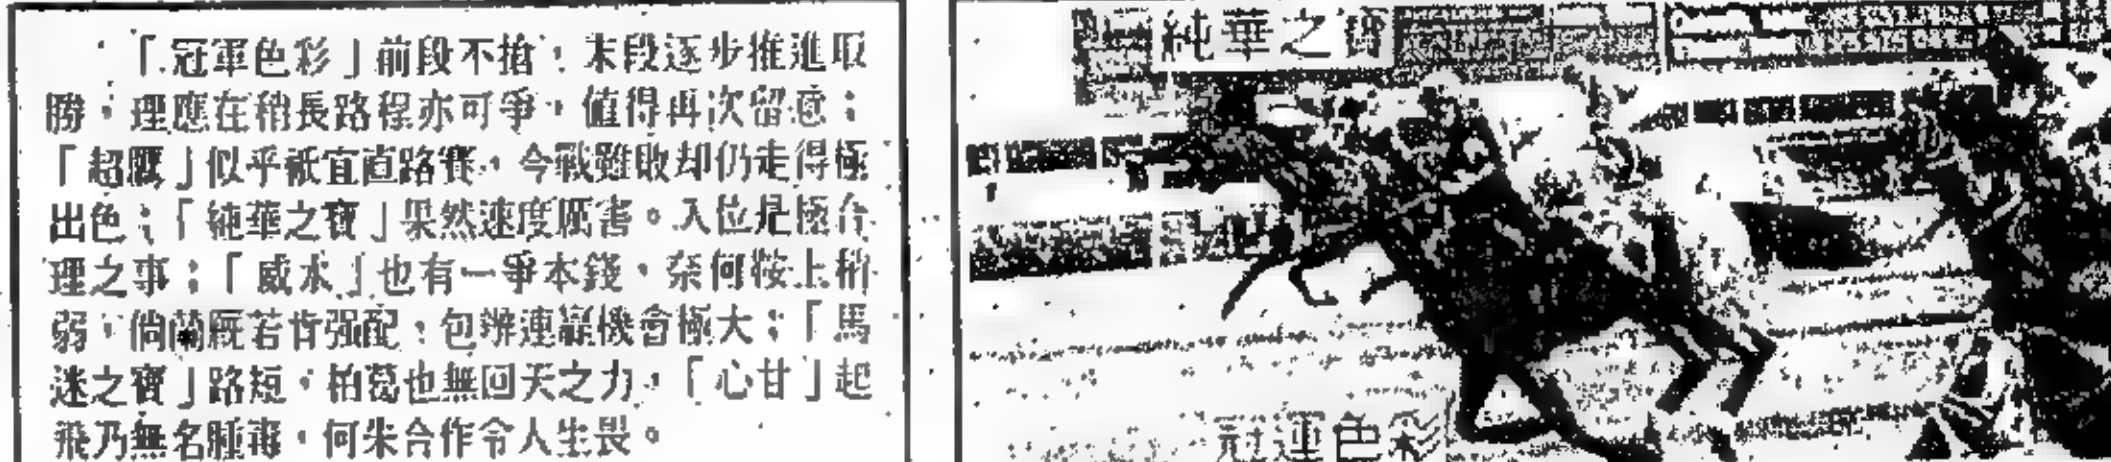 「冠軍色彩」前段不搶，末段逐步推進取
勝，理應在稍長路程亦可爭，值得再次留意；
「超鷹」似乎祇宜直路賽，今戰雖敗却仍走得極
出色；「純華之寶」果然速度厲害。入位是極合
理之事；「威水」也有一爭本錢，奈何鞍上稍
弱，倘蘭厩若肯强配，包辦連贏機會極大；「馬
迷之寶」路短，柏葛也無回天之力，「心甘」起
飛乃無名腫毒，何朱合作令人生畏。
純華之寶
冠運色彩